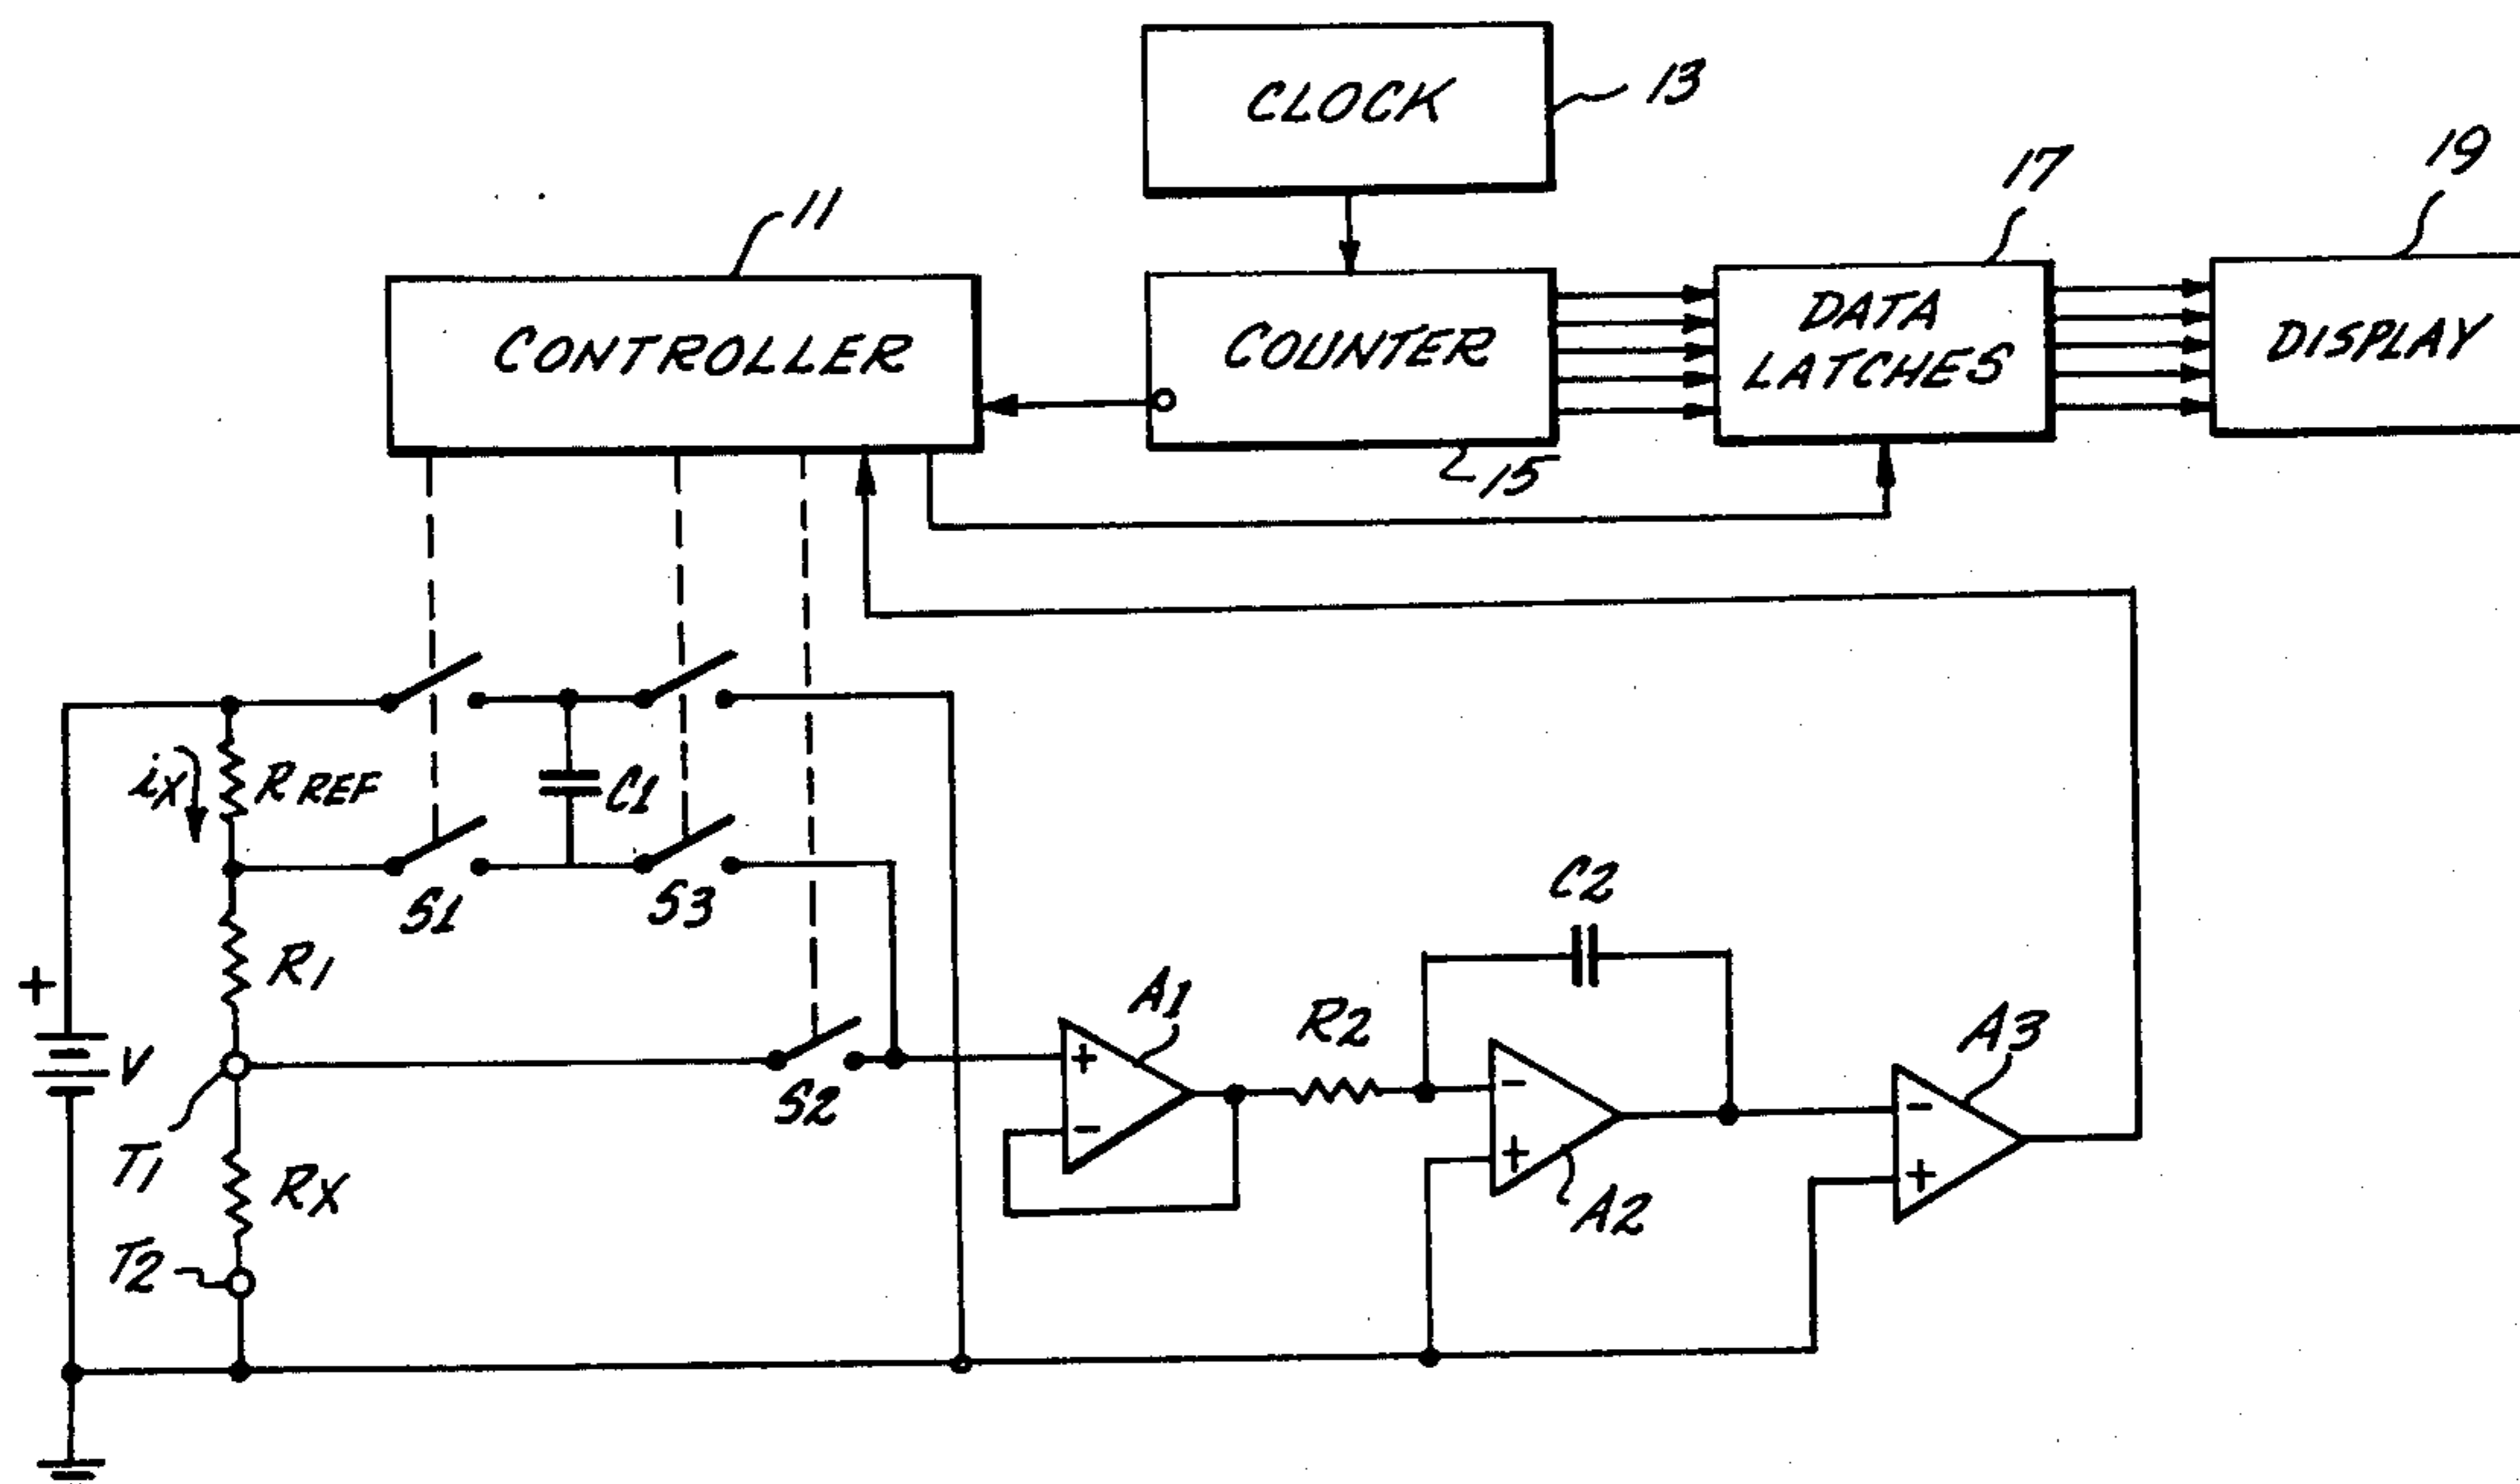 CLOCK
13
11
17
19
CONTROLLER
COUNTER
DATA
LATCHES
DISPLAY
15
ix
RREF
C1
S1
S3
R1
C2
+
V
T1
S2
A1
+
-
R2
-
+
A2
A3
-
+
RX
T2